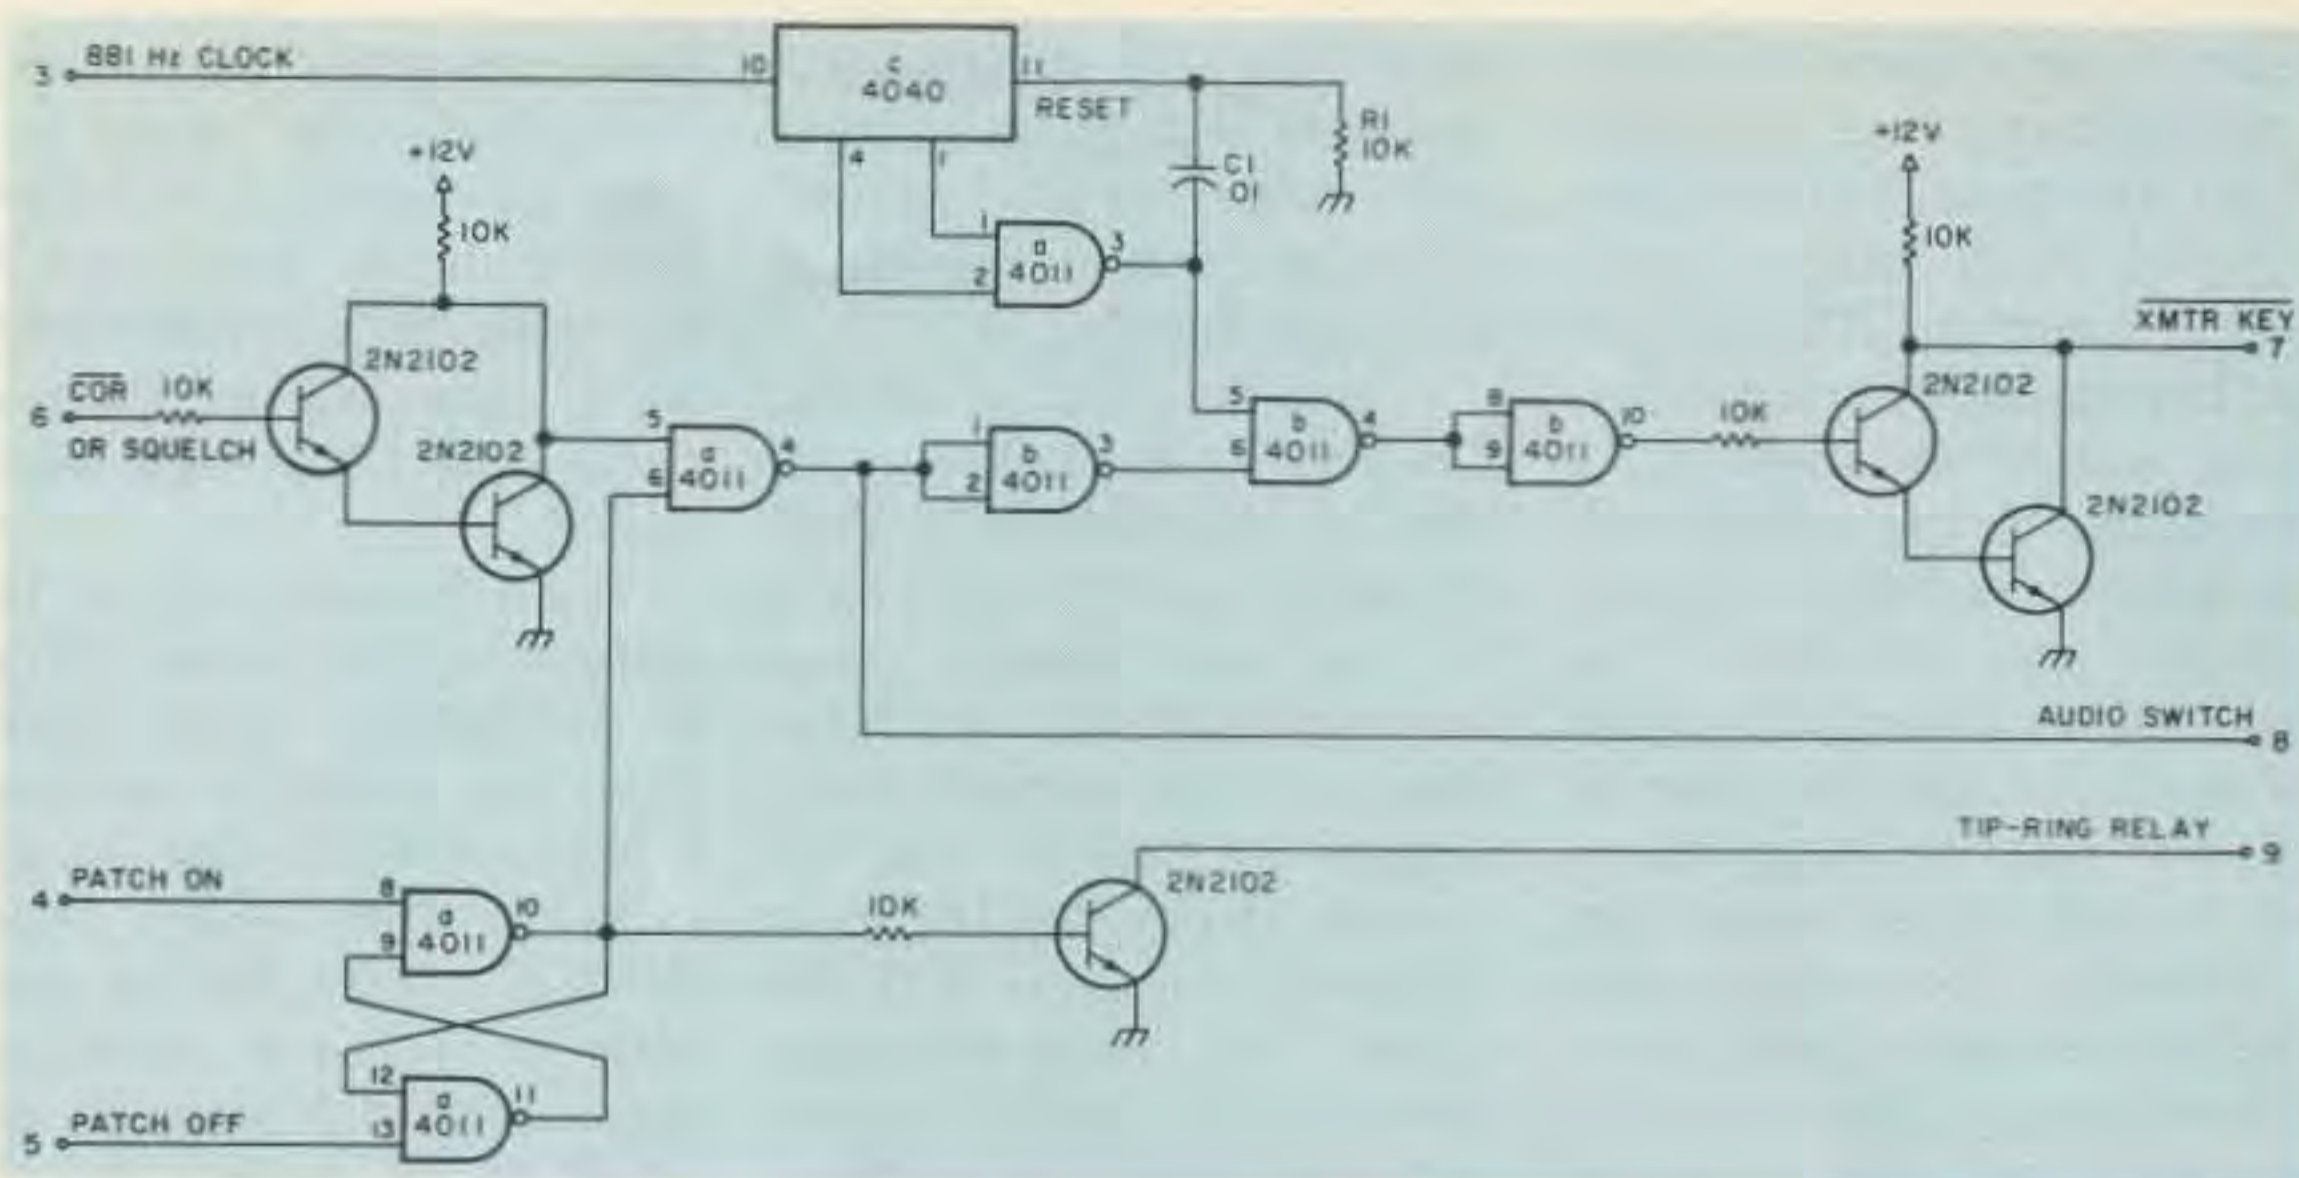 3 881 Hz CLOCK
10 c 4040 11
RESET
4 1
R1
10K
C1
.01
+12V
10K
1 a 4011 3
2
+12V
10K
XMTR KEY
7
2N2102
6 COR 10K
OR SQUELCH
2N2102
5 a 4011 4
6
1 b 4011 3
2
5 b 4011 4
6
8 b 4011 10
9
10K
2N2102
2N2102
AUDIO SWITCH
8
TIP-RING RELAY
9
4 PATCH ON
8 a 4011 10
9
10K
2N2102
12 a 4011 11
13
5 PATCH OFF